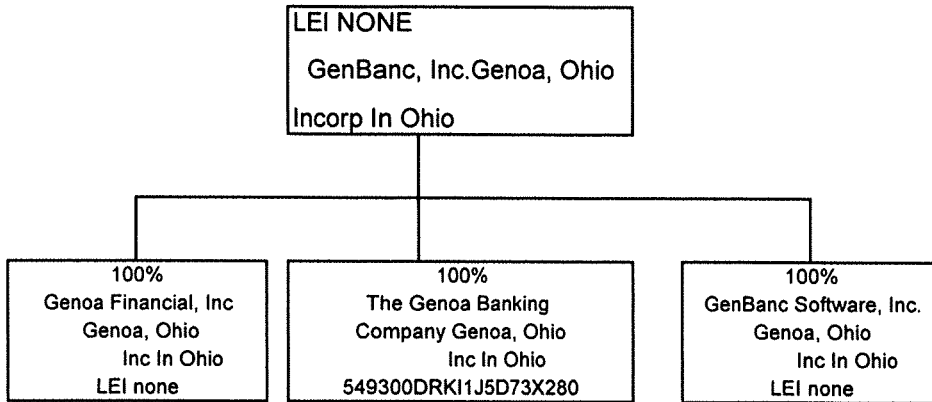 LEI NONE
GenBanc, Inc.Genoa, Ohio
Incorp In Ohio
100%
Genoa Financial, Inc
Genoa, Ohio
Inc In Ohio
LEI none
100%
The Genoa Banking
Company Genoa, Ohio
Inc In Ohio
549300DRKI1J5D73X280
100%
GenBanc Software, Inc.
Genoa, Ohio
Inc In Ohio
LEI none